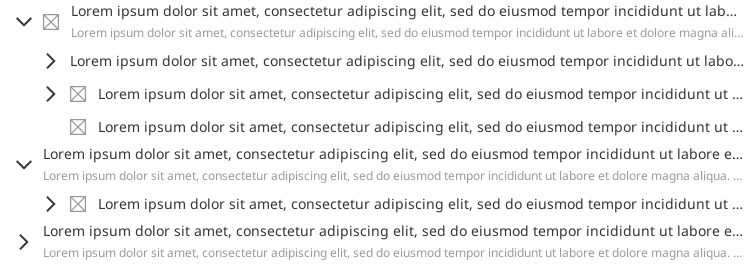 Lorem ipsum dolor sit amet, consectetur adipiscing elit, sed do eiusmod tempor incididunt ut lab...
Lorem ipsum dolor sit amet, consectetur adipiscing elit, sed do eiusmod tempor incididunt ut labore et dolore magna ali...
Lorem ipsum dolor sit amet, consectetur adipiscing elit, sed do eiusmod tempor incididunt ut labo...
Lorem ipsum dolor sit amet, consectetur adipiscing elit, sed do eiusmod tempor incididunt ut ...
Lorem ipsum dolor sit amet, consectetur adipiscing elit, sed do eiusmod tempor incididunt ut ...
Lorem ipsum dolor sit amet, consectetur adipiscing elit, sed do eiusmod tempor incididunt ut labore e...
Lorem ipsum dolor sit amet, consectetur adipiscing elit, sed do eiusmod tempor incididunt ut labore et dolore magna aliqua. ...
Lorem ipsum dolor sit amet, consectetur adipiscing elit, sed do eiusmod tempor incididunt ut ...
Lorem ipsum dolor sit amet, consectetur adipiscing elit, sed do eiusmod tempor incididunt ut labore e...
Lorem ipsum dolor sit amet, consectetur adipiscing elit, sed do eiusmod tempor incididunt ut labore et dolore magna aliqua. ...